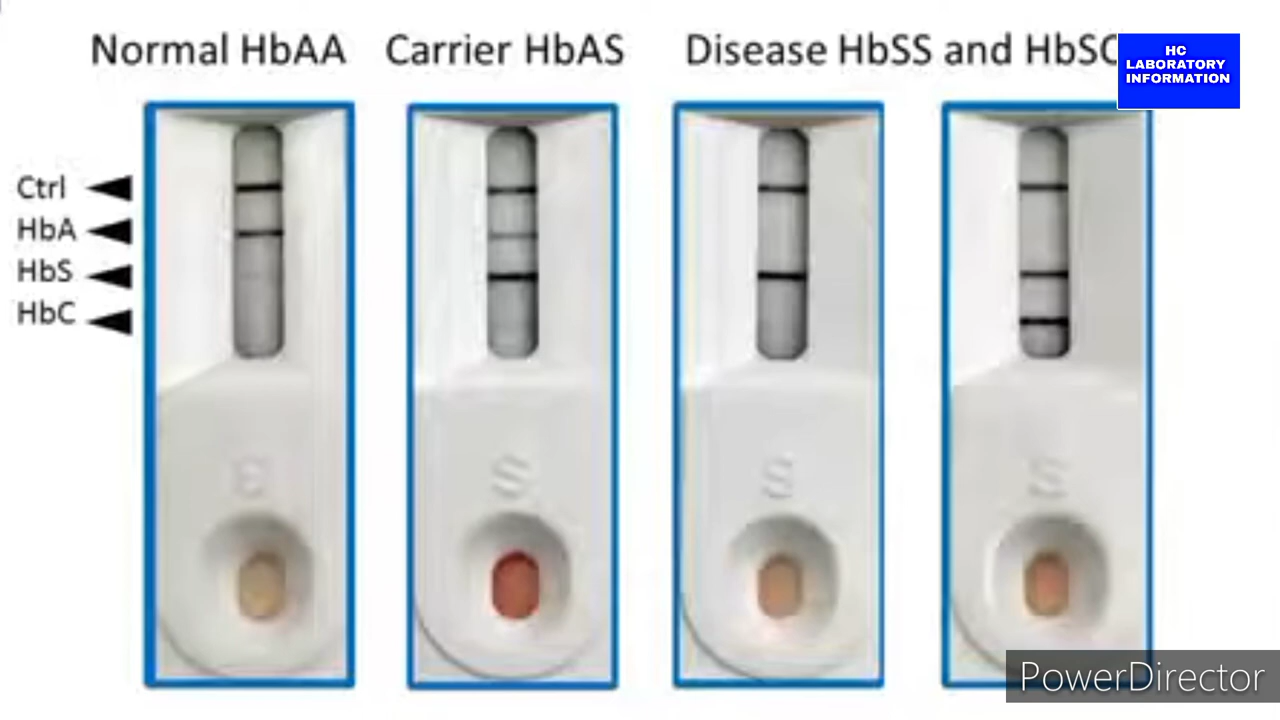 Normal HbAA
Carrier HbAS
Disease HbSS and HbSC
HC
LABORATORY
INFORMATION
Ctrl
HbA
HbS
HbC
S
S
S
PowerDirector